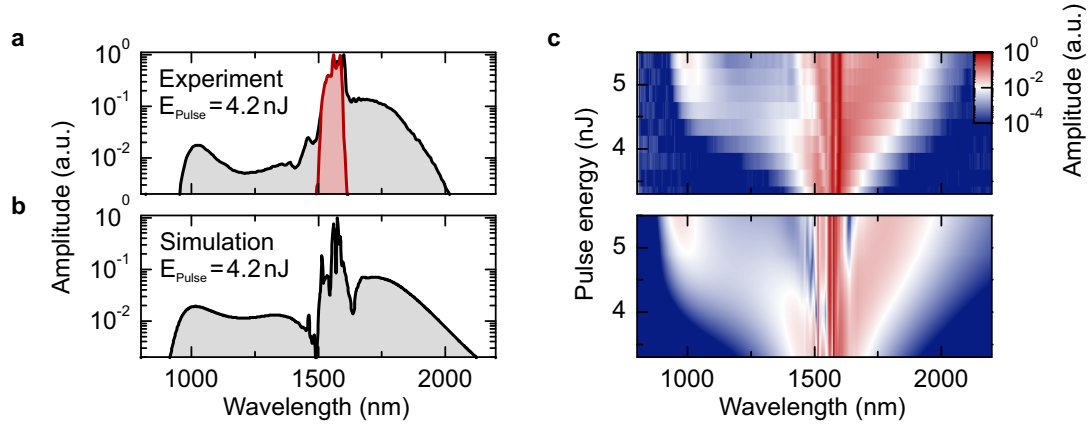 a
Experiment
E_Pulse = 4.2 nJ
10^0
10^-1
10^-2
0
b
Simulation
E_Pulse = 4.2 nJ
0
10
10^-1
10^-2
Amplitude (a.u.)
1000 1500 2000
Wavelength (nm)
c
5
4
5
4
Pulse energy (nJ)
10^0
10^-2
10^-4
Amplitude (a.u.)
1000 1500 2000
Wavelength (nm)